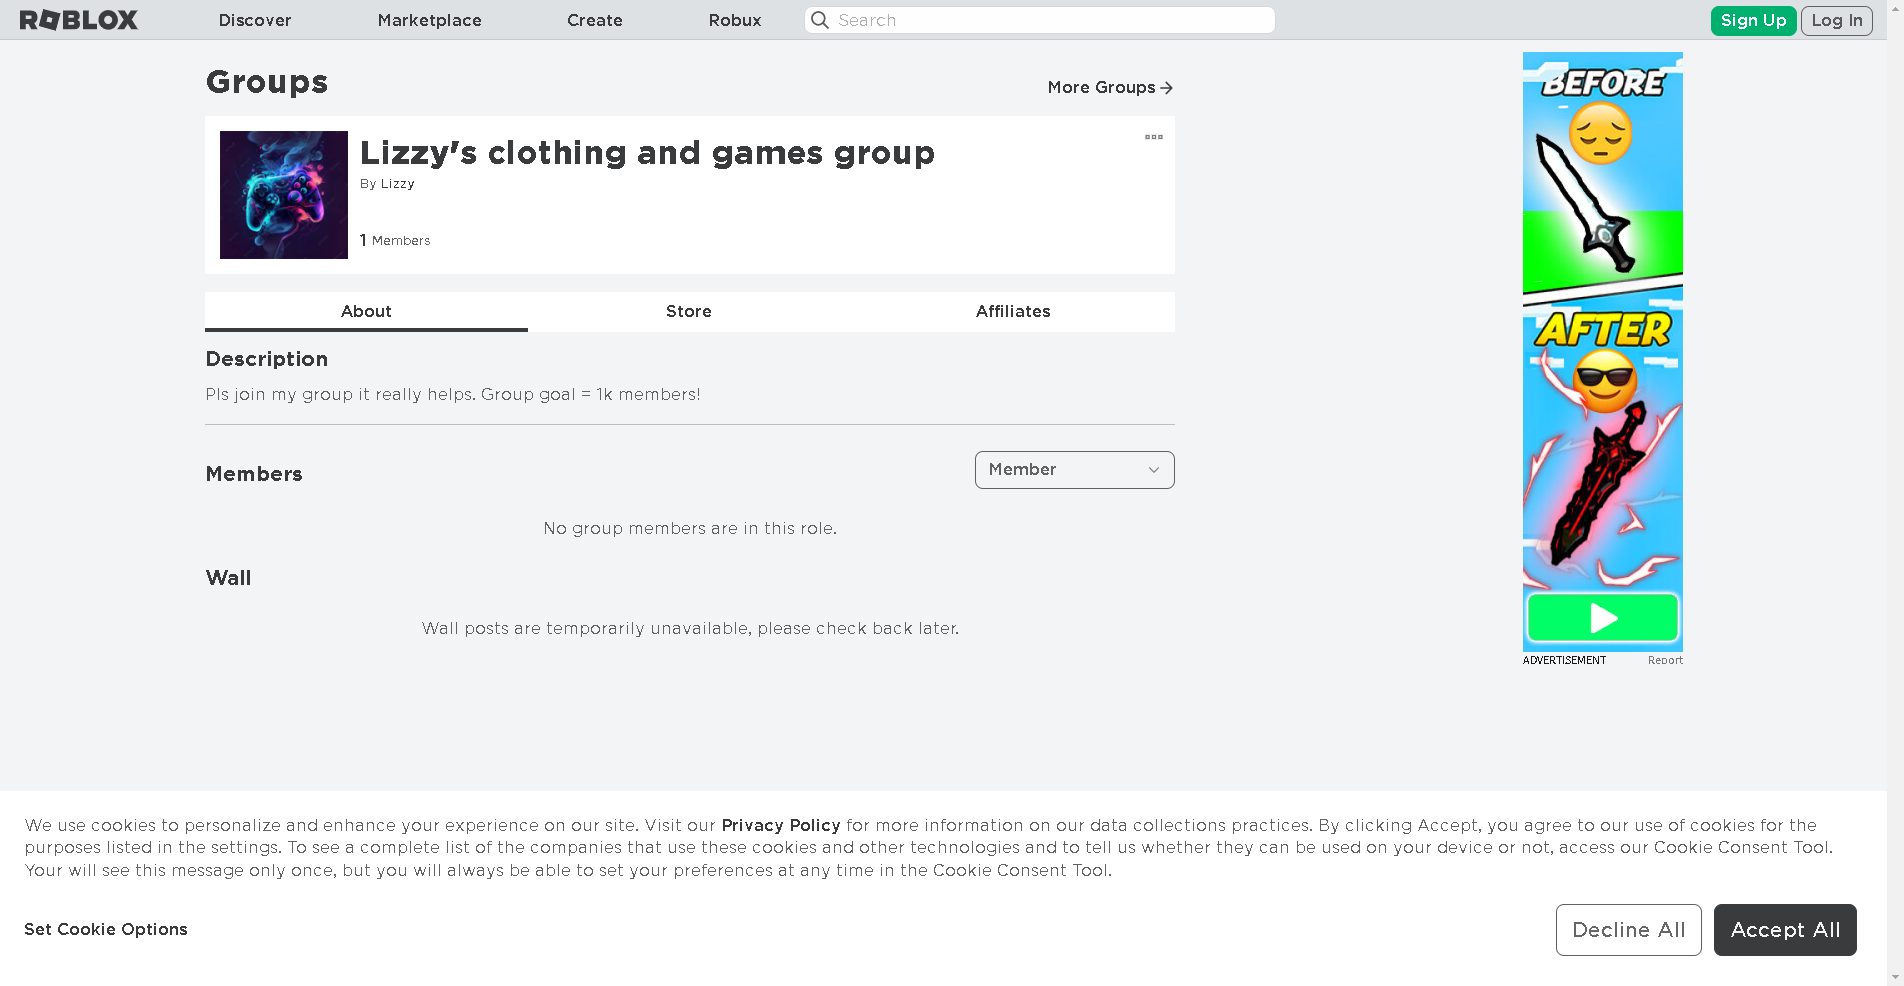 ROBLOX
Discover
Marketplace
Create
Robux
Search
Sign Up
Log In
Groups
More Groups
Lizzy's clothing and games group
By Lizzy
1 Members
About
Store
Affiliates
Description
Pls join my group it really helps. Group goal = 1k members!
Members
Member
No group members are in this role.
Wall
Wall posts are temporarily unavailable, please check back later.
BEFORE
AFTER
ADVERTISEMENT
Report
We use cookies to personalize and enhance your experience on our site. Visit our Privacy Policy for more information on our data collections practices. By clicking Accept, you agree to our use of cookies for the
purposes listed in the settings. To see a complete list of the companies that use these cookies and other technologies and to tell us whether they can be used on your device or not, access our Cookie Consent Tool.
Your will see this message only once, but you will always be able to set your preferences at any time in the Cookie Consent Tool.
Set Cookie Options
Decline All
Accept All